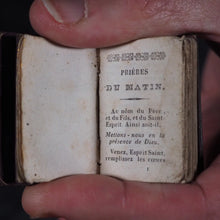 PRIÈRES
DU MATIN.
Au nom du Père,
et du Fils, et du Saint
Esprit Ainsi soit-il.
Mettons-nous en la
présence de Dieu.
Venez, Esprit Saint,
remplissez les cœurs
1